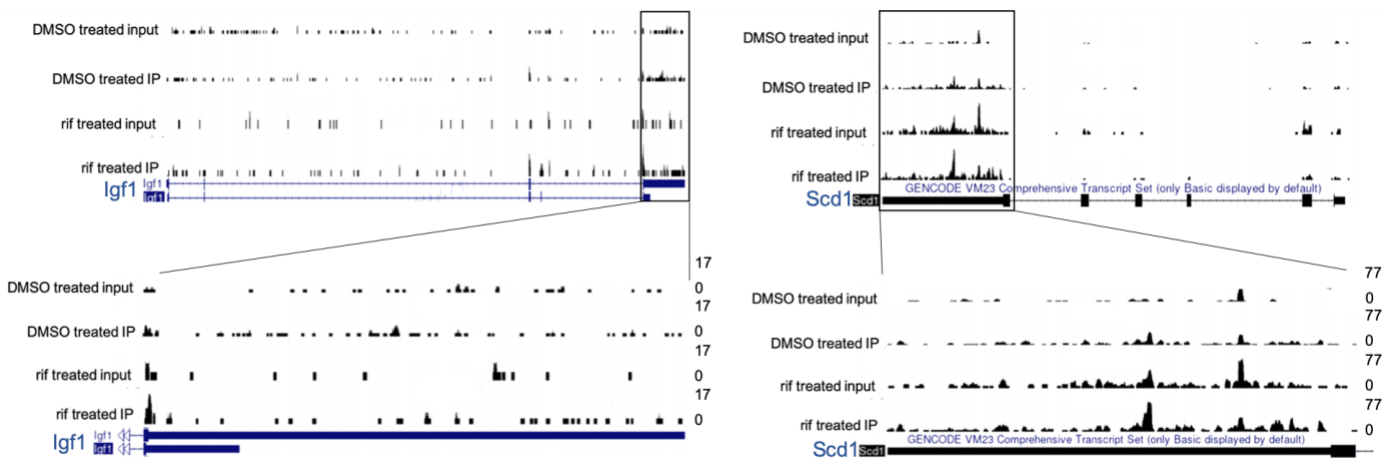 DMSO treated input
DMSO treated IP
rif treated input
rif treated IP
Igf1 Igf1
Igf1
DMSO treated input
DMSO treated IP
rif treated input
rif treated IP
GENCODE VM23 Comprehensive Transcript Set (only Basic displayed by default)
Scd1 Scd1
17
DMSO treated input 0
17
DMSO treated IP 0
17
rif treated input 0
17
rif treated IP 0
Igf1 Igf1
Igf1
77
DMSO treated input 0
77
DMSO treated IP 0
77
rif treated input 0
77
rif treated IP 0
GENCODE VM23 Comprehensive Transcript Set (only Basic displayed by default)
Scd1 Scd1